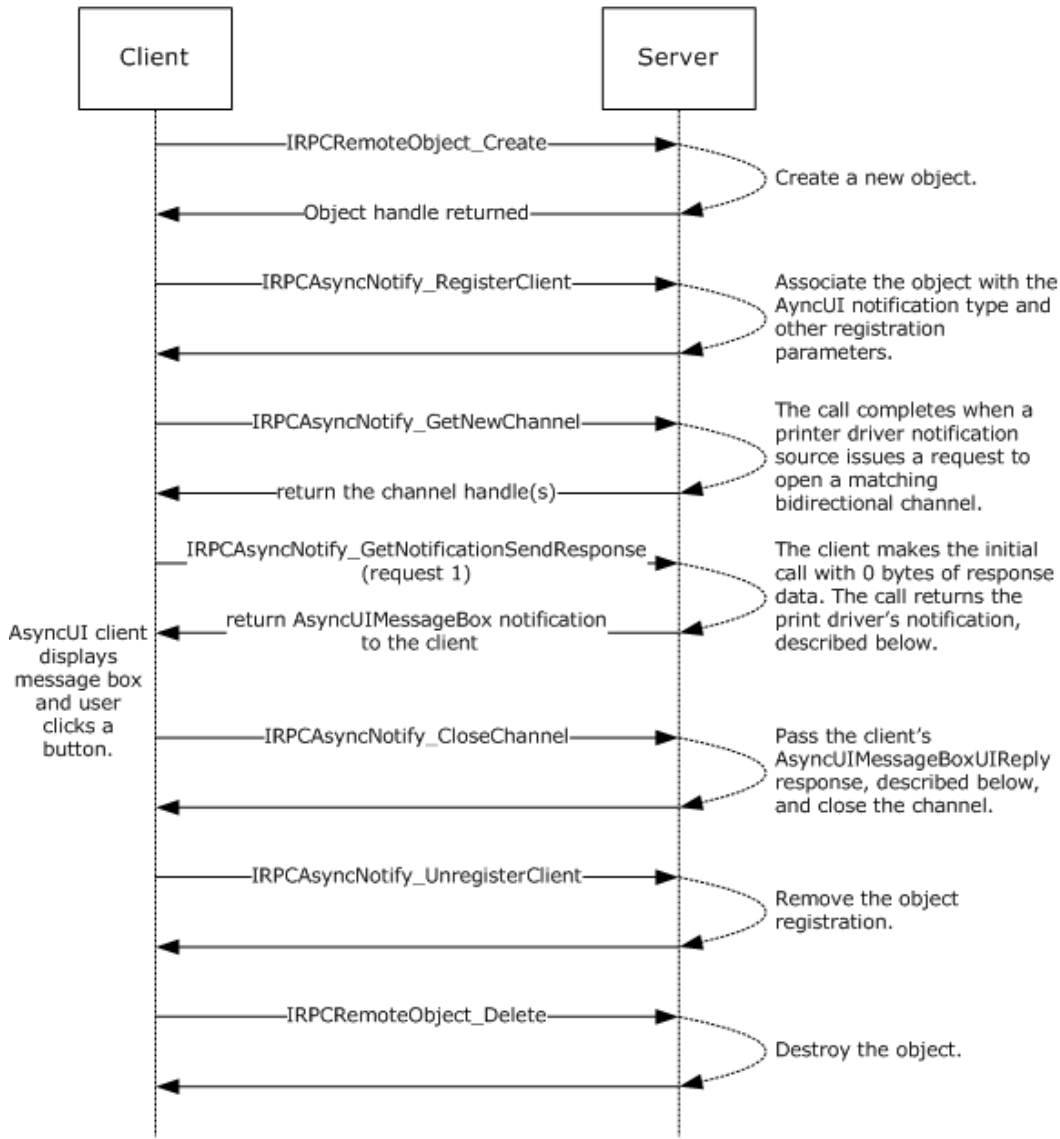 Client
Server
IRPCRemoteObject_Create
Create a new object.
Object handle returned
IRPCAsyncNotify_RegisterClient
Associate the object with the
AyncUI notification type and
other registration
parameters.
IRPCAsyncNotify_GetNewChannel
The call completes when a
printer driver notification
source issues a request to
open a matching
bidirectional channel.
return the channel handle(s)
IRPCAsyncNotify_GetNotificationSendResponse
(request 1)
The client makes the initial
call with 0 bytes of response
data. The call returns the
print driver’s notification,
described below.
return AsyncUIMessageBox notification
to the client
AsyncUI client
displays
message box
and user
clicks a
button.
IRPCAsyncNotify_CloseChannel
Pass the client’s
AsyncUIMessageBoxUIReply
response, described below,
and close the channel.
IRPCAsyncNotify_UnregisterClient
Remove the object
registration.
IRPCRemoteObject_Delete
Destroy the object.